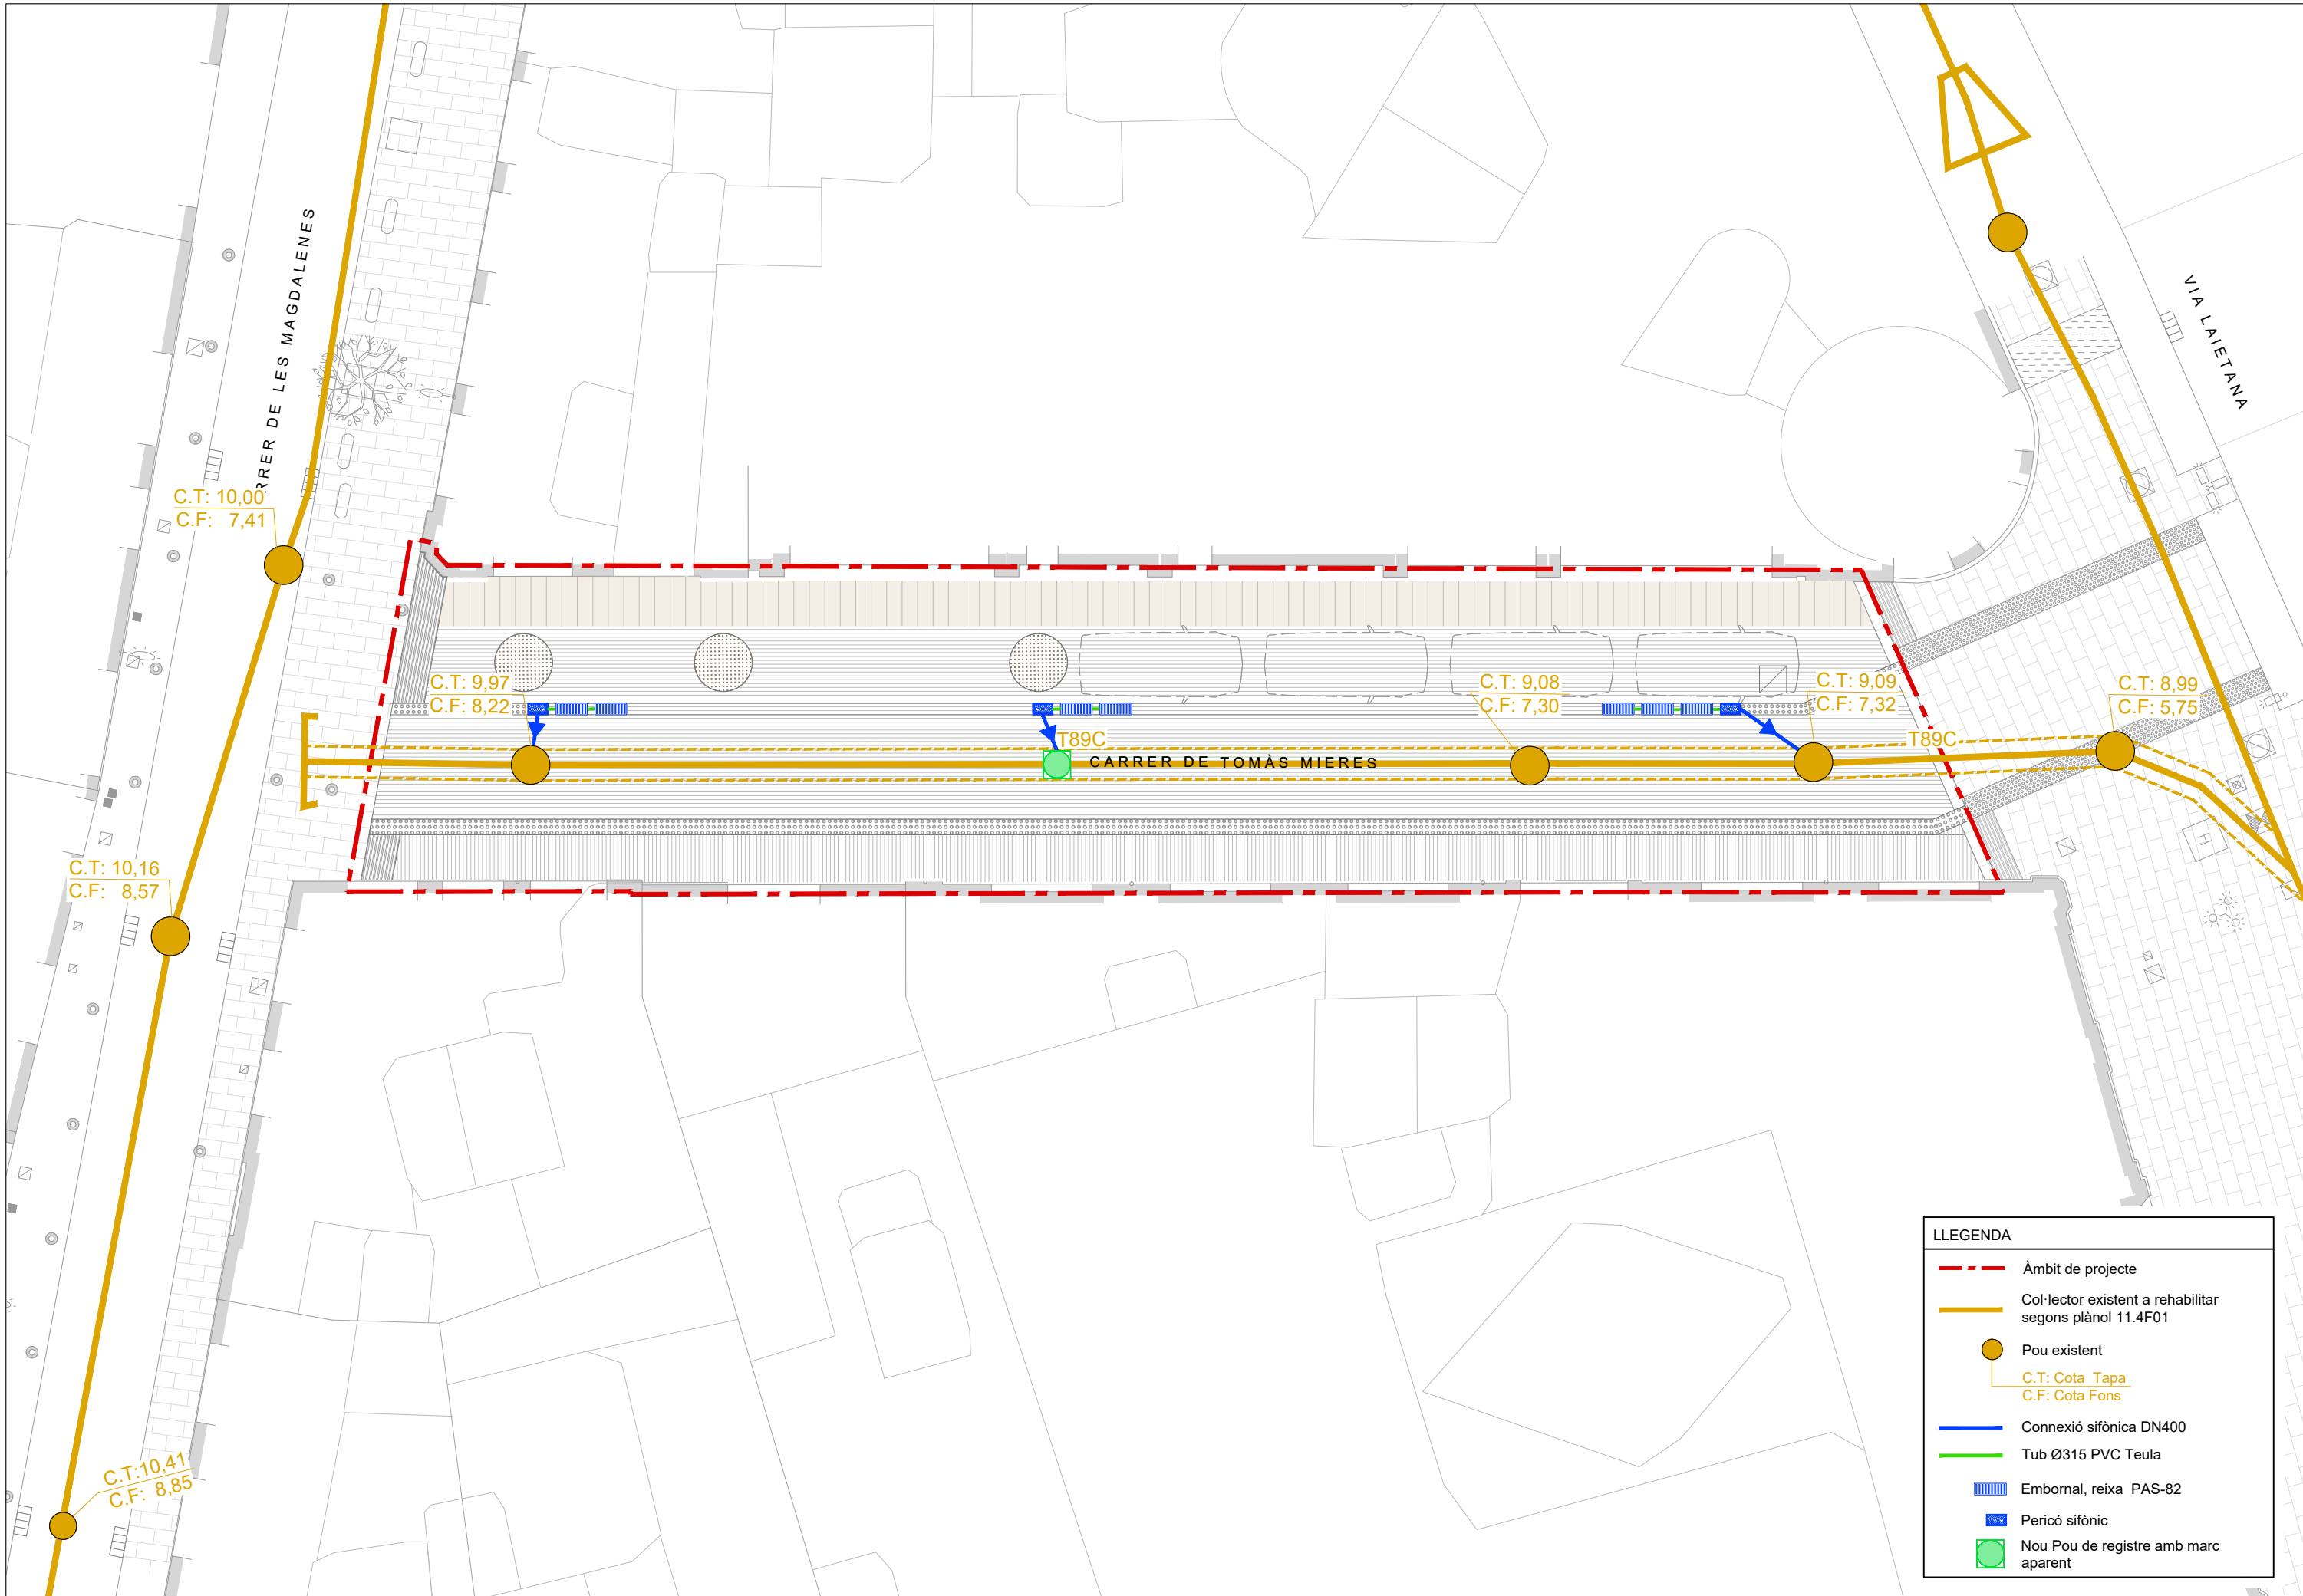 RRER DE LES MAGDALENES
VIA LAIETANA
C.T: 10,00
C.F: 7,41
C.T: 9,97
C.F: 8,22
C.T: 9,08
C.F: 7,30
C.T: 9,09
C.F: 7,32
C.T: 8,99
C.F: 5,75
T89C
T89C
CARRER DE TOMÀS MIERES
C.T: 10,16
C.F: 8,57
H
C.T:10,41
C.F: 8,85
LLEGENDA
Àmbit de projecte
Col·lector existent a rehabilitar
segons plànol 11.4F01
Pou existent
C.T: Cota Tapa
C.F: Cota Fons
Connexió sifònica DN400
Tub Ø315 PVC Teula
Embornal, reixa PAS-82
Pericó sifònic
Nou Pou de registre amb marc
aparent